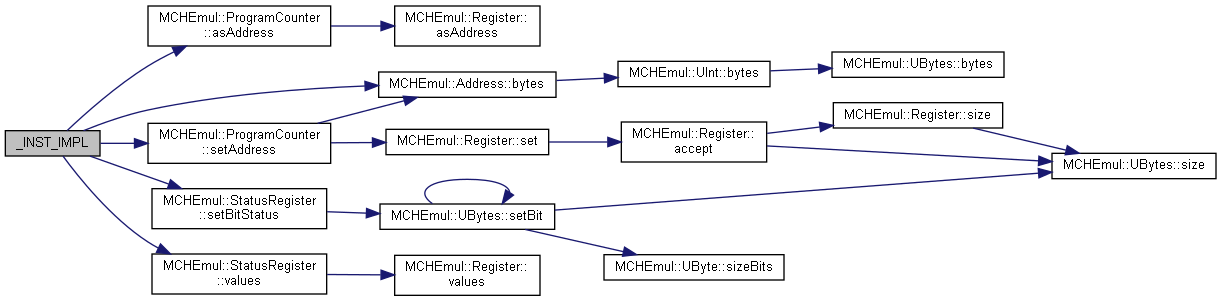 _INST_IMPL
MCHEmul::ProgramCounter
::asAddress
MCHEmul::Register::
asAddress
MCHEmul::Address::bytes
MCHEmul::UInt::bytes
MCHEmul::UBytes::bytes
MCHEmul::ProgramCounter
::setAddress
MCHEmul::Register::set
MCHEmul::Register::
accept
MCHEmul::Register::size
MCHEmul::UBytes::size
MCHEmul::StatusRegister
::setBitStatus
MCHEmul::UBytes::setBit
MCHEmul::UByte::sizeBits
MCHEmul::StatusRegister
::values
MCHEmul::Register::
values